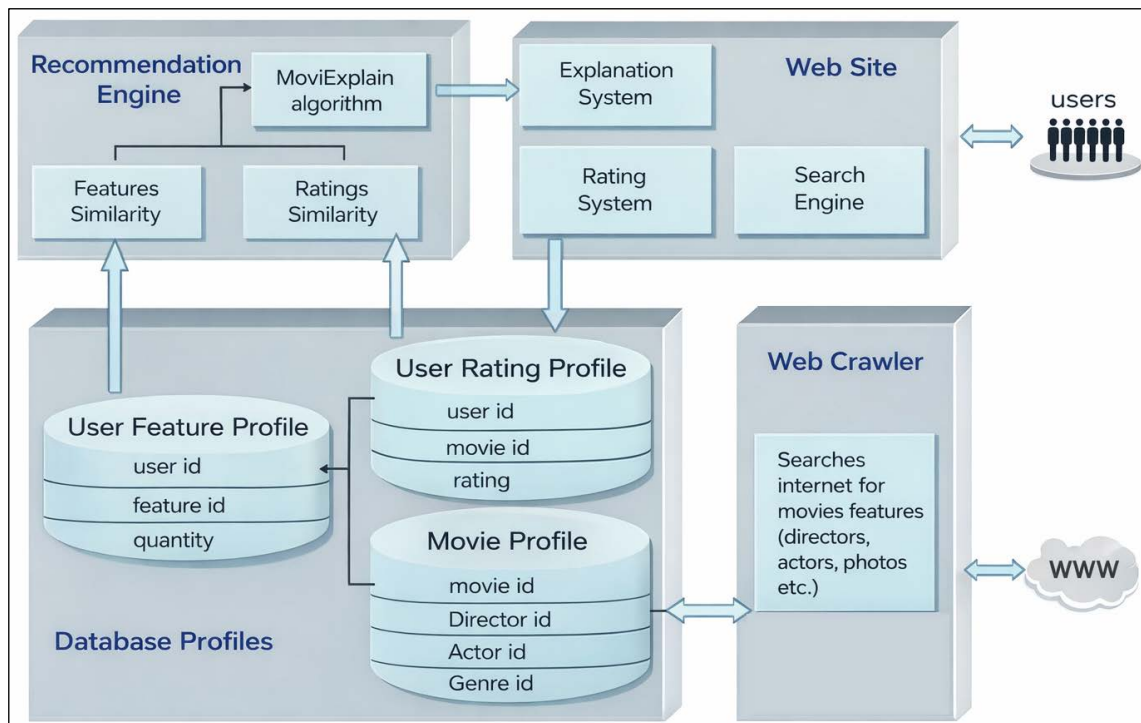 Recommendation
Engine
MoviExplain
algorithm
Features
Similarity
Ratings
Similarity
Web Site
Explanation
System
Rating
System
Search
Engine
users
Database Profiles
User Feature Profile
user id
feature id
quantity
User Rating Profile
user id
movie id
rating
Movie Profile
movie id
Director id
Actor id
Genre id
Web Crawler
Searches
internet for
movies features
(directors,
actors, photos
etc.)
WWW